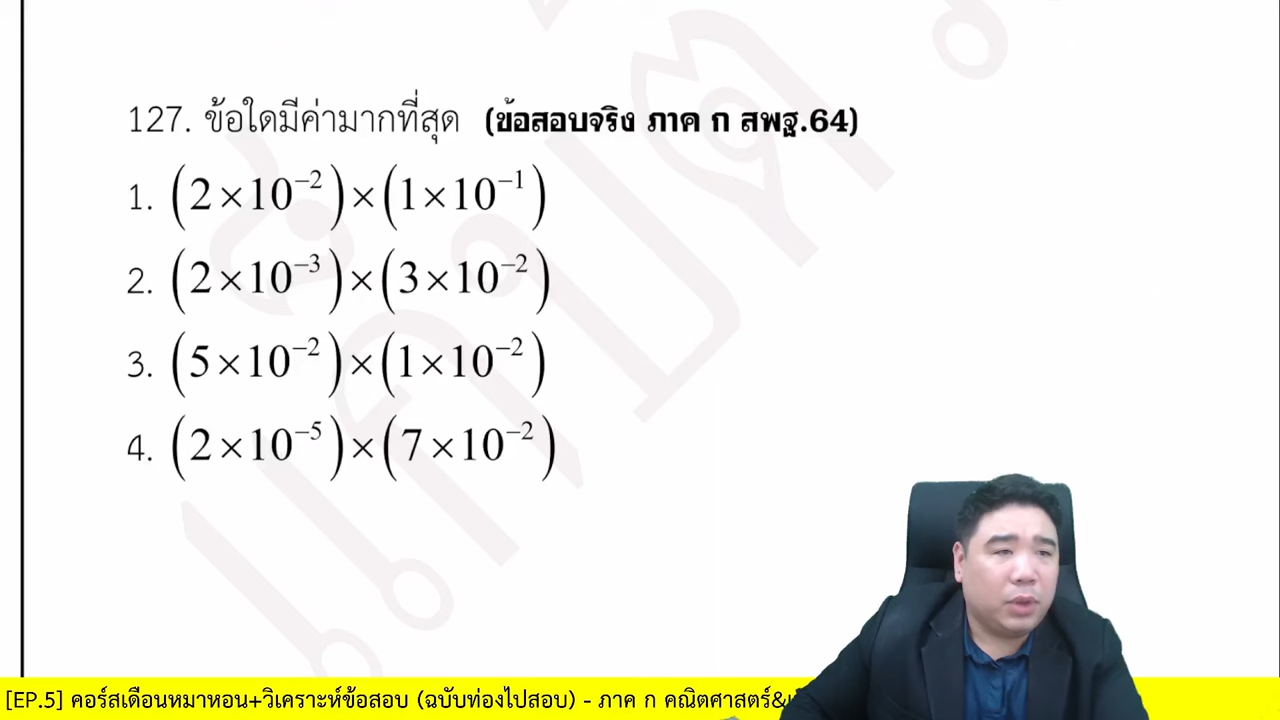 127. ข้อใดมีค่ามากที่สุด (ข้อสอบจริง ภาค ก สพฐ.64)
1. (2×10⁻²)×(1×10⁻¹)
2. (2×10⁻³)×(3×10⁻²)
3. (5×10⁻²)×(1×10⁻²)
4. (2×10⁻⁵)×(7×10⁻²)
[EP.5] คอร์สเดือนหมาหอน+วิเคราะห์ข้อสอบ (ฉบับท่องไปสอบ) - ภาค ก คณิตศาสตร์&